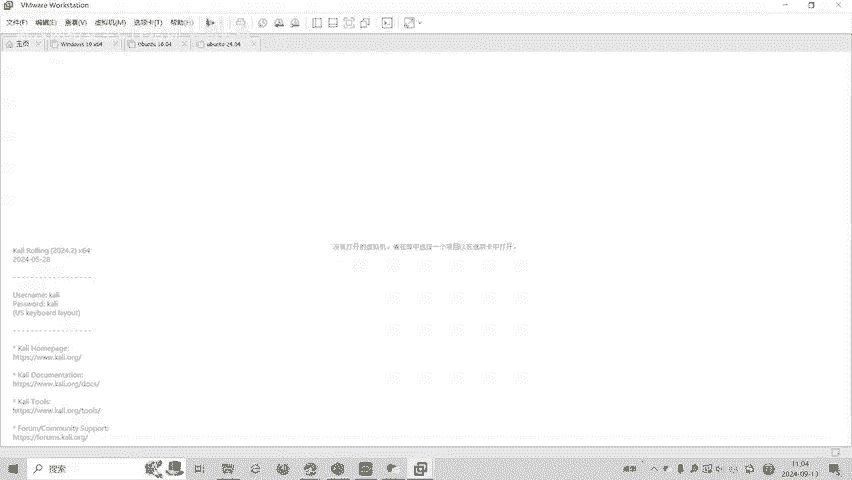 VMware Workstation
文件(F) 编辑(E) 查看(V) 虚拟机(M) 选项卡(T) 帮助(H)
主页 Windows 10 x64 Ubuntu 16.04 ubuntu 24.04
没有打开的虚拟机。请在库中选择一个项目以在选项卡中打开。
Kali Rolling (2024.2) x64
2024-05-28
--------------------
Username: kali
Password: kali
(US keyboard layout)
--------------------
* Kali Homepage:
https://www.kali.org/
* Kali Documentation:
https://www.kali.org/docs/
* Kali Tools:
https://www.kali.org/tools/
* Forum/Community Support:
https://forums.kali.org/
搜索
11:04
2024-09-13